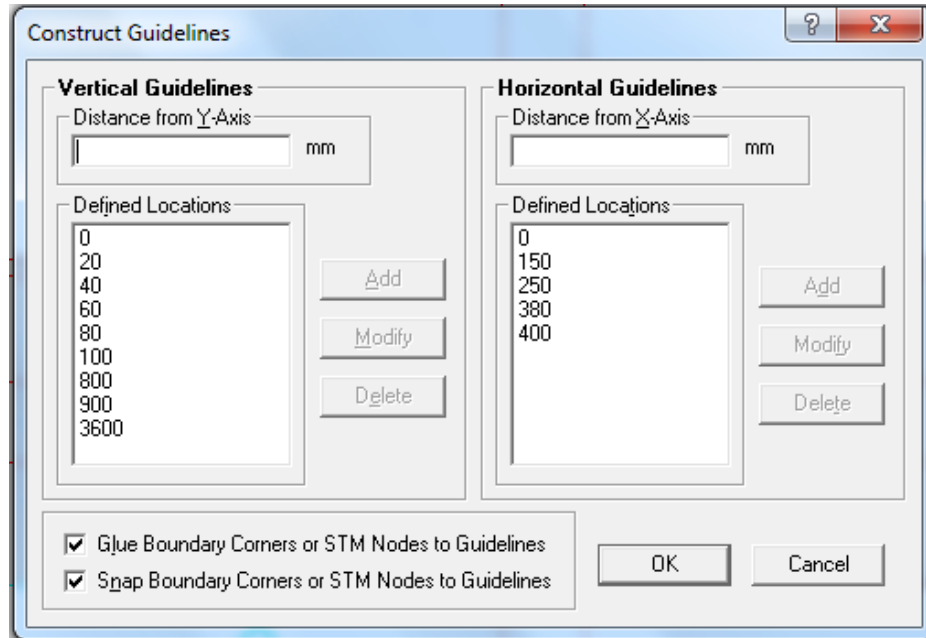 Construct Guidelines
?
X
Vertical Guidelines
Distance from Y-Axis
mm
Defined Locations
0
20
40
60
80
100
800
900
3600
Add
Modify
Delete
Horizontal Guidelines
Distance from X-Axis
mm
Defined Locations
0
150
250
380
400
Add
Modify
Delete
Glue Boundary Corners or STM Nodes to Guidelines
Snap Boundary Corners or STM Nodes to Guidelines
OK
Cancel